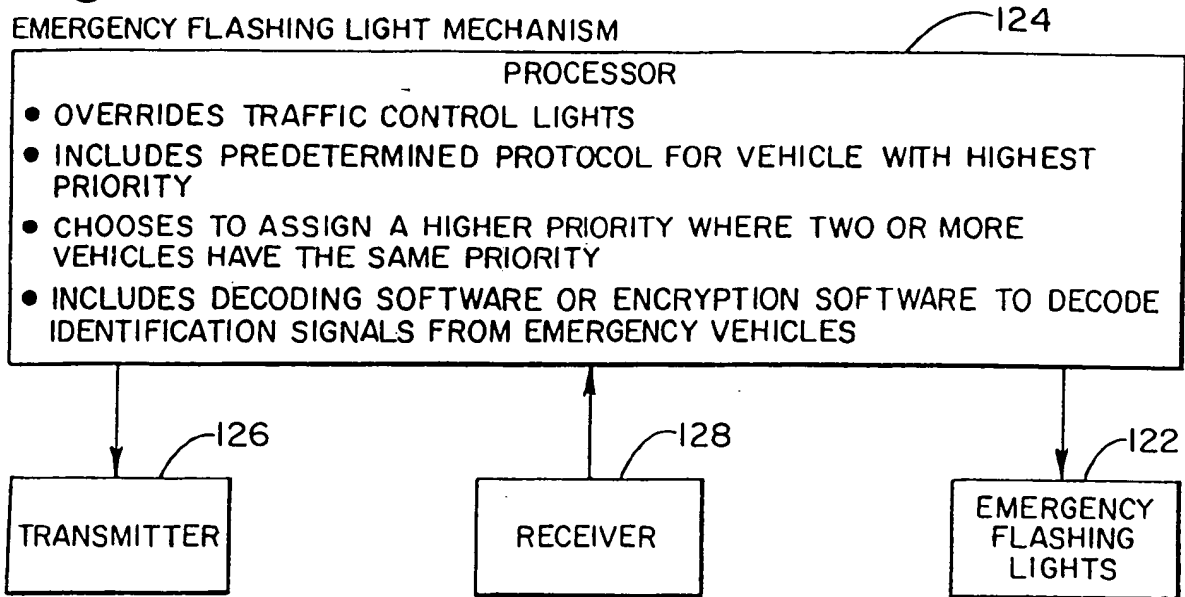 EMERGENCY FLASHING LIGHT MECHANISM
124
PROCESSOR
• OVERRIDES TRAFFIC CONTROL LIGHTS
• INCLUDES PREDETERMINED PROTOCOL FOR VEHICLE WITH HIGHEST
PRIORITY
• CHOOSES TO ASSIGN A HIGHER PRIORITY WHERE TWO OR MORE
VEHICLES HAVE THE SAME PRIORITY
• INCLUDES DECODING SOFTWARE OR ENCRYPTION SOFTWARE TO DECODE
IDENTIFICATION SIGNALS FROM EMERGENCY VEHICLES
126
128
122
TRANSMITTER
RECEIVER
EMERGENCY
FLASHING
LIGHTS